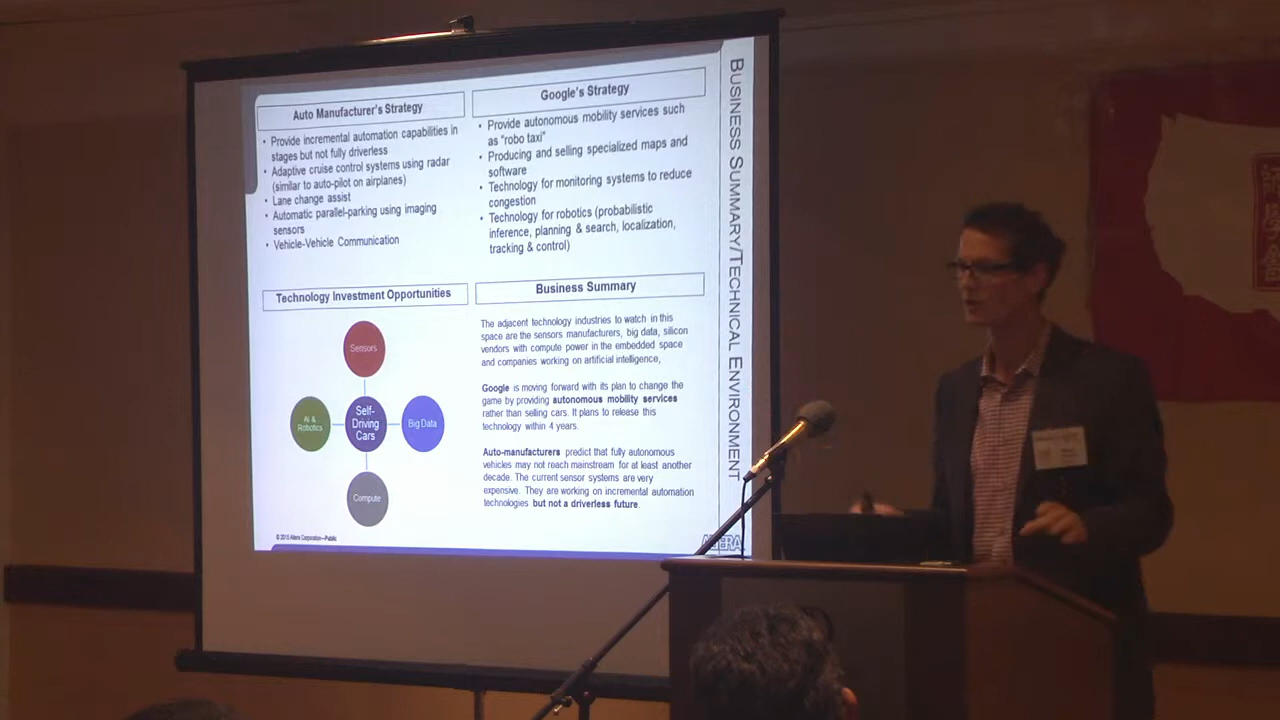 Auto Manufacturer's Strategy
• Provide incremental automation capabilities in
stages but not fully driverless
• Adaptive cruise control systems using radar
(similar to auto-pilot on airplanes)
• Lane change assist
• Automatic parallel-parking using imaging
sensors
• Vehicle-Vehicle Communication
Google's Strategy
• Provide autonomous mobility services such
as "robo taxi"
• Producing and selling specialized maps and
software
• Technology for monitoring systems to reduce
congestion
• Technology for robotics (probabilistic
inference, planning & search, localization,
tracking & control)
Technology Investment Opportunities
Sensors
AI &
Robotics
Self-
Driving
Cars
Big Data
Compute
Business Summary
The adjacent technology industries to watch in this
space are the sensors manufacturers, big data, silicon
vendors with compute power in the embedded space
and companies working on artificial intelligence,
Google is moving forward with its plan to change the
game by providing autonomous mobility services
rather than selling cars. It plans to release this
technology within 4 years.
Auto-manufacturers predict that fully autonomous
vehicles may not reach mainstream for at least another
decade. The current sensor systems are very
expensive. They are working on incremental automation
technologies but not a driverless future.
BUSINESS SUMMARY/TECHNICAL ENVIRONMENT
© 2015 Altera Corporation—Public
ALTERA